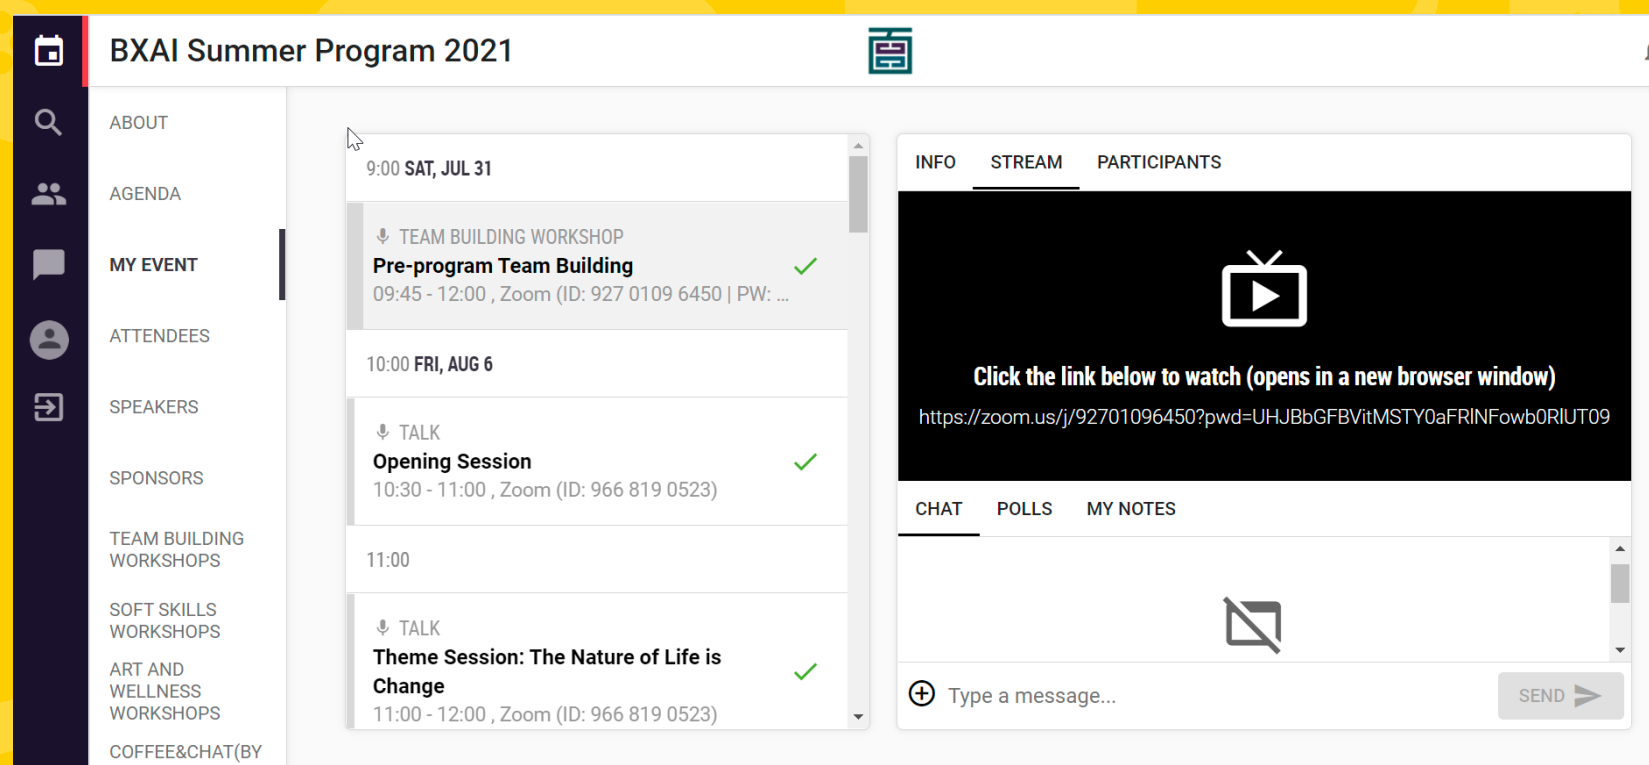 BXAI Summer Program 2021
ABOUT
AGENDA
MY EVENT
ATTENDEES
SPEAKERS
SPONSORS
TEAM BUILDING
WORKSHOPS
SOFT SKILLS
WORKSHOPS
ART AND
WELLNESS
WORKSHOPS
COFFEE&CHAT(BY
9:00 SAT, JUL 31
TEAM BUILDING WORKSHOP
Pre-program Team Building
09:45 - 12:00 , Zoom (ID: 927 0109 6450 | PW: ...
10:00 FRI, AUG 6
TALK
Opening Session
10:30 - 11:00 , Zoom (ID: 966 819 0523)
11:00
TALK
Theme Session: The Nature of Life is
Change
11:00 - 12:00 , Zoom (ID: 966 819 0523)
INFO STREAM PARTICIPANTS
Click the link below to watch (opens in a new browser window)
https://zoom.us/j/92701096450?pwd=UHJBbGFBVitMSTY0aFRlNFowb0RlUT09
CHAT POLLS MY NOTES
Type a message...
SEND